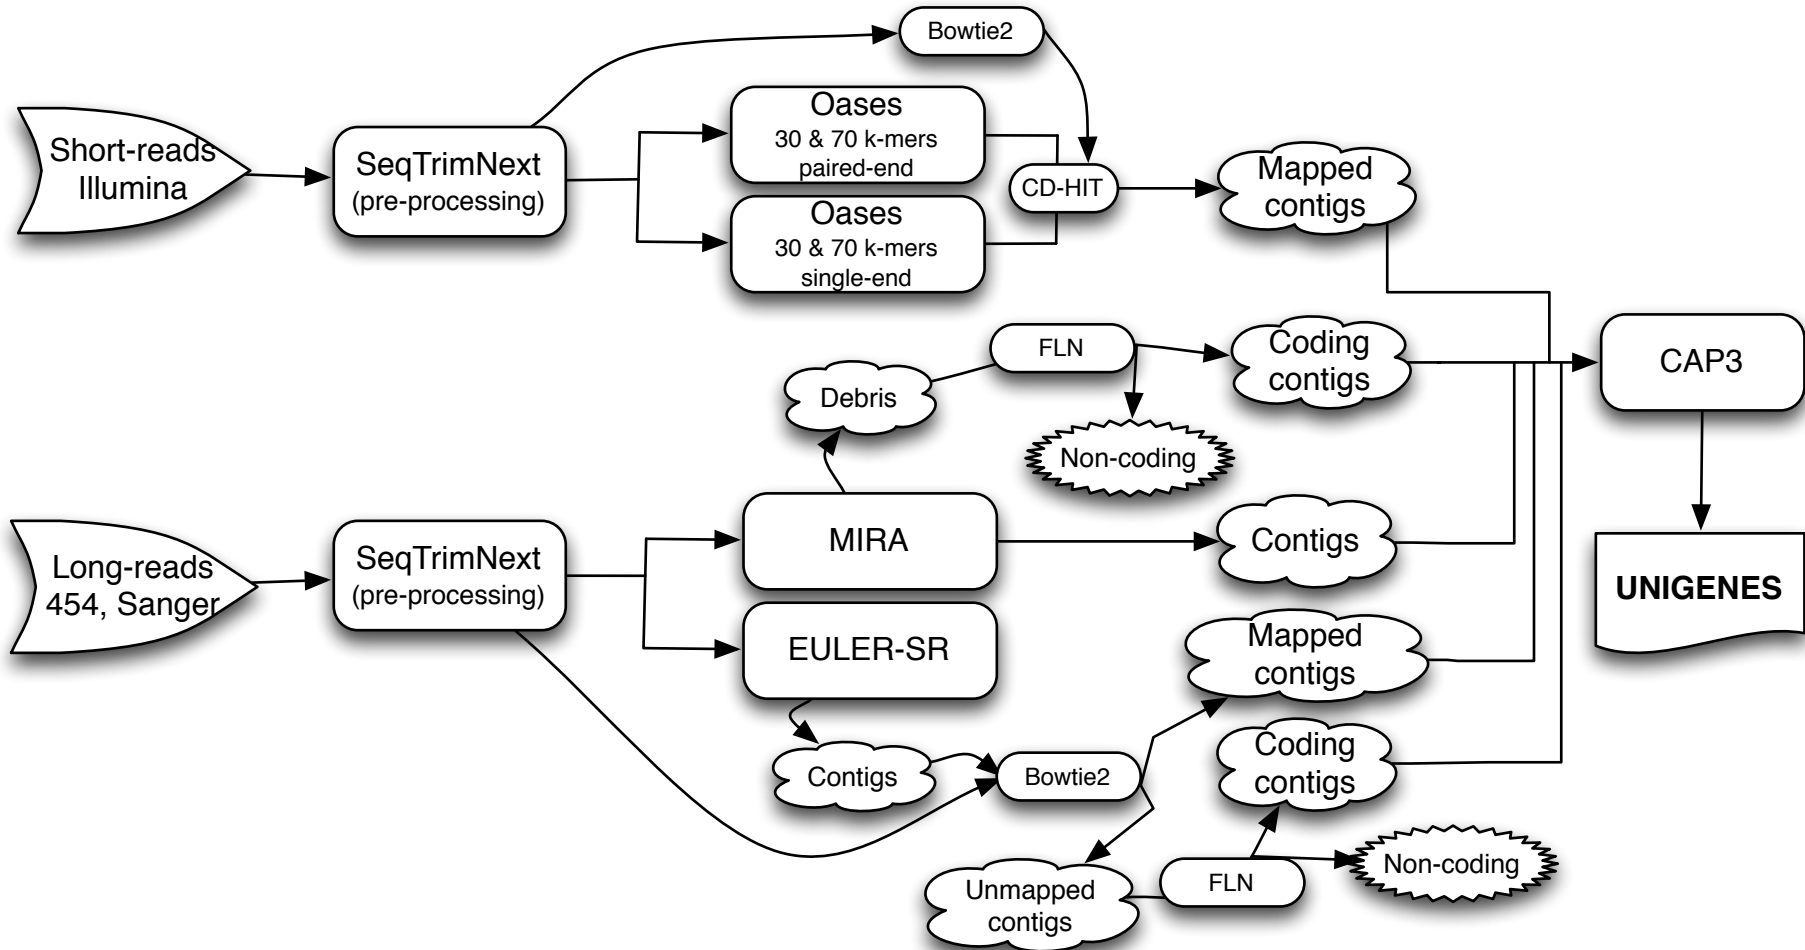 Bowtie2
Short-reads
Illumina
SeqTrimNext
(pre-processing)
Oases
30 & 70 k-mers
paired-end
Oases
30 & 70 k-mers
single-end
CD-HIT
Mapped
contigs
Debris
FLN
Non-coding
Coding
contigs
CAP3
UNIGENES
Long-reads
454, Sanger
SeqTrimNext
(pre-processing)
MIRA
Contigs
EULER-SR
Contigs
Bowtie2
Mapped
contigs
Unmapped
contigs
FLN
Coding
contigs
Non-coding